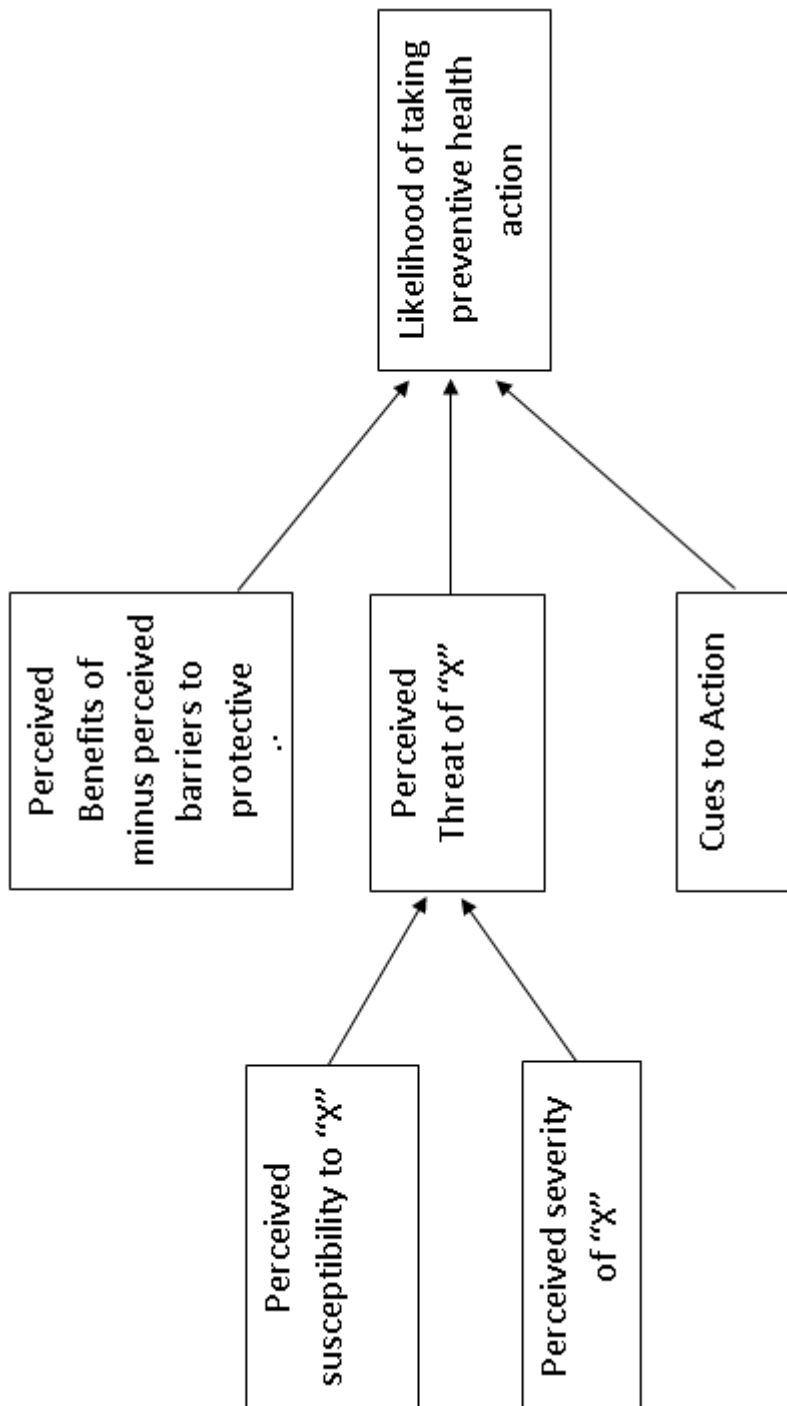 Perceived
Benefits of
minus perceived
barriers to
protective
..
Perceived
susceptibility to “X”
Perceived
Threat of “X”
Likelihood of taking
preventive health
action
Perceived severity
of “X”
Cues to Action